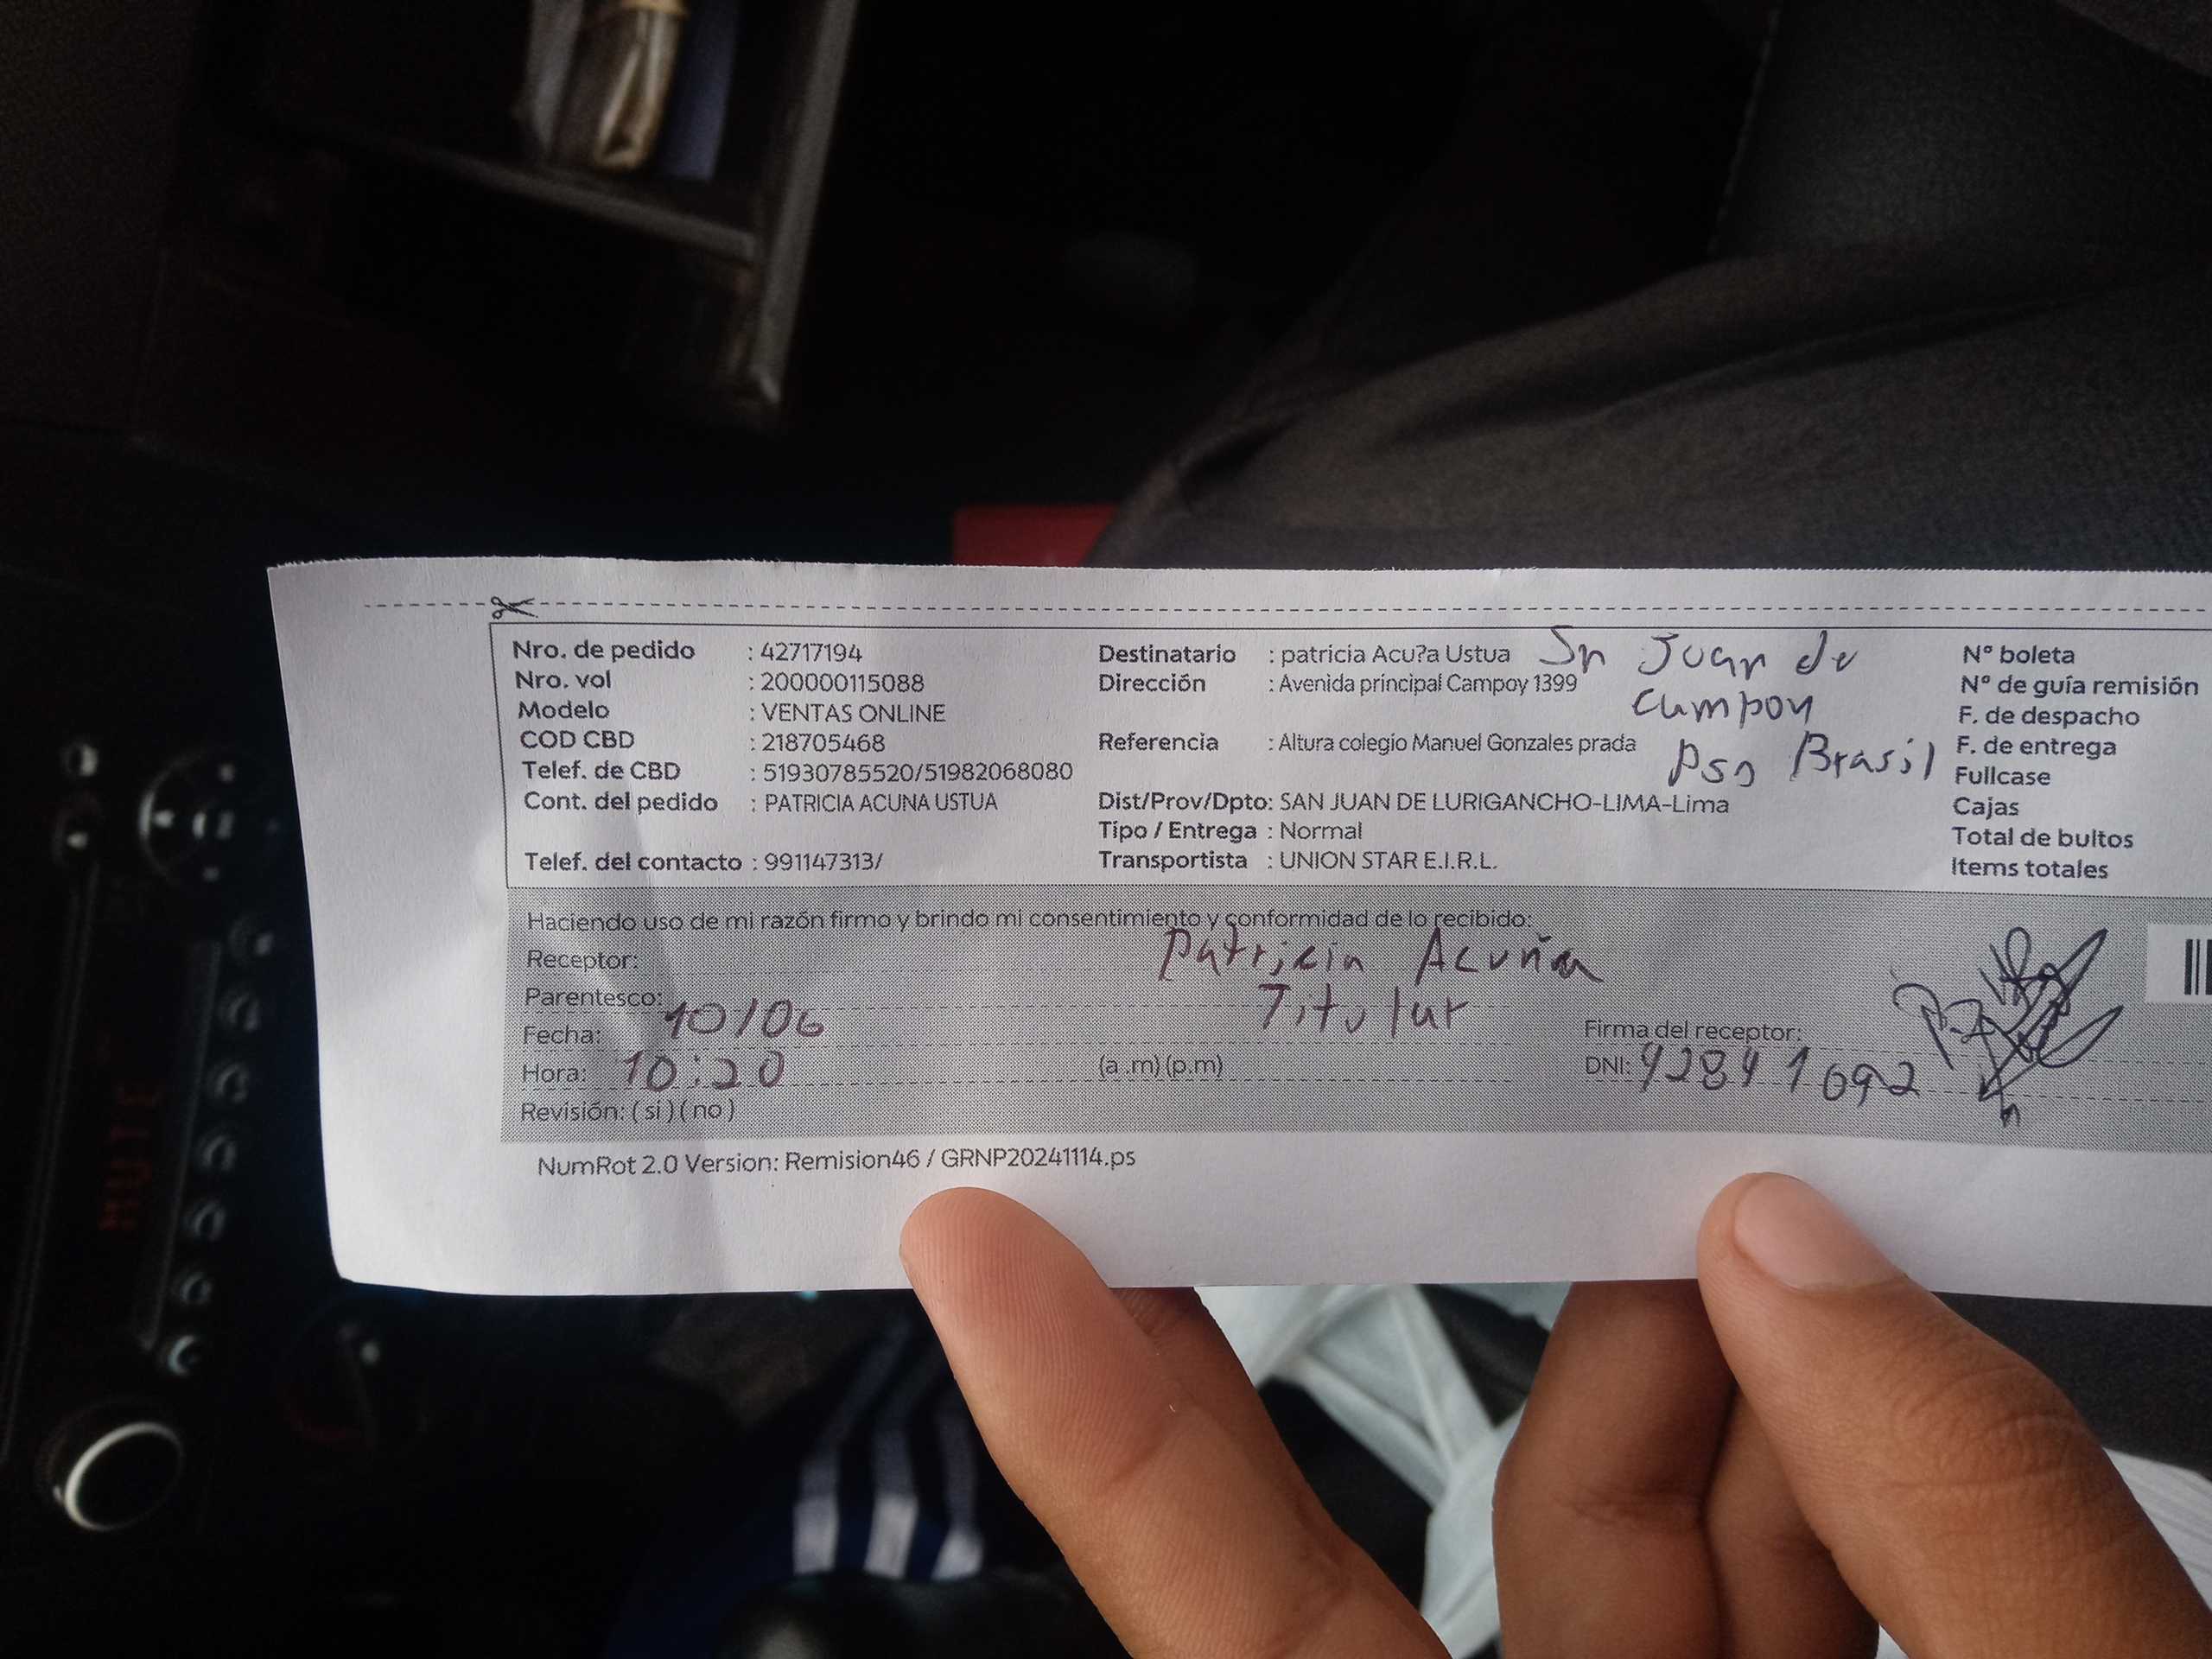 Nro. de pedido : 42717194
Nro. vol : 200000115088
Modelo : VENTAS ONLINE
COD CBD : 218705468
Telef. de CBD : 51930785520/51982068080
Cont. del pedido : PATRICIA ACUNA USTUA
Telef. del contacto : 991147313/
Destinatario : patricia Acu?a Ustua
Dirección : Avenida principal Campoy 1399
Referencia : Altura colegio Manuel Gonzales prada
Dist/Prov/Dpto: SAN JUAN DE LURIGANCHO-LIMA-Lima
Tipo / Entrega : Normal
Transportista : UNION STAR E.I.R.L.
Sn Juan de
Campoy
Brasil
N° boleta
N° de guía remisión
F. de despacho
F. de entrega
Fullcase
Cajas
Total de bultos
Items totales
Haciendo uso de mi razón firmo y brindo mi consentimiento y conformidad de lo recibido:
Receptor: Patricia Acuña
Parentesco: Titular
Fecha: 10/06
Hora: 10:20 (a .m) (p.m)
Revisión: ( si ) ( no )
Firma del receptor:
DNI: 42841692
NumRot 2.0 Version: Remision46 / GRNP20241114.ps
MUTE